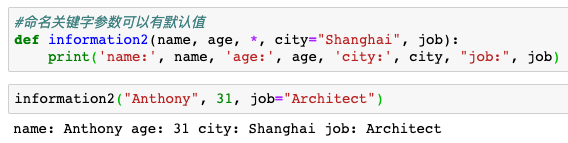 #命名关键字参数可以有默认值
def information2(name, age, *, city="Shanghai", job):
    print('name:', name, 'age:', age, 'city:', city, "job:", job)
information2("Anthony", 31, job="Architect")
name: Anthony age: 31 city: Shanghai job: Architect